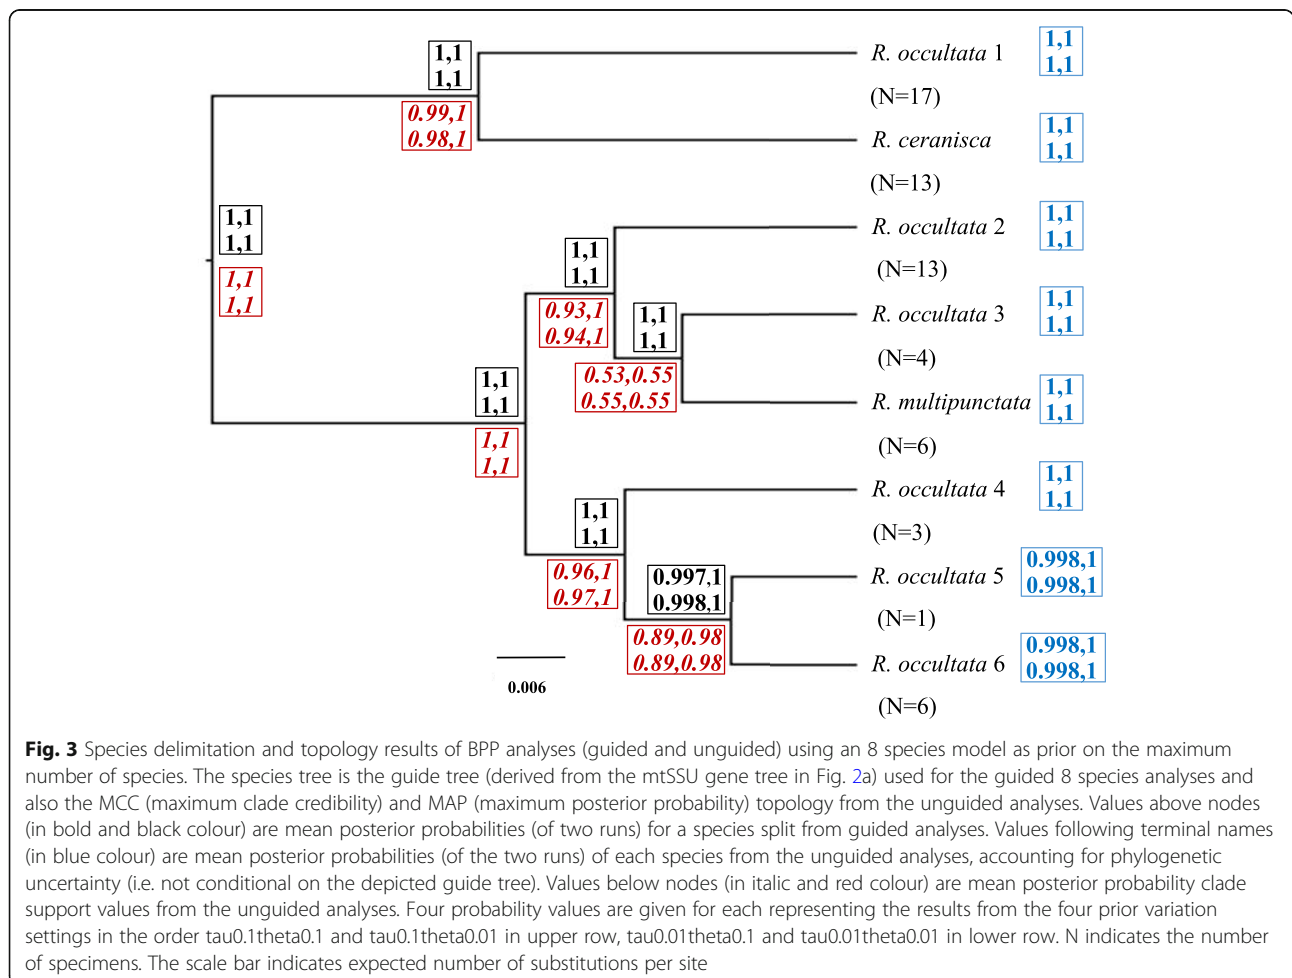 1,1
1,1
R. occultata 1
1,1
1,1
(N=17)
0.99,1
0.98,1
R. ceranisca
1,1
1,1
(N=13)
1,1
1,1
1,1
1,1
R. occultata 2
1,1
1,1
(N=13)
1,1
1,1
0.93,1
0.94,1
1,1
1,1
R. occultata 3
1,1
1,1
(N=4)
0.53,0.55
0.55,0.55
R. multipunctata
1,1
1,1
(N=6)
1,1
1,1
1,1
1,1
R. occultata 4
1,1
1,1
(N=3)
1,1
1,1
0.96,1
0.97,1
0.997,1
0.998,1
R. occultata 5
0.998,1
0.998,1
(N=1)
0.89,0.98
0.89,0.98
R. occultata 6
0.998,1
0.998,1
(N=6)
0.006
Fig. 3 Species delimitation and topology results of BPP analyses (guided and unguided) using an 8 species model as prior on the maximum
number of species. The species tree is the guide tree (derived from the mtSSU gene tree in Fig. 2a) used for the guided 8 species analyses and
also the MCC (maximum clade credibility) and MAP (maximum posterior probability) topology from the unguided analyses. Values above nodes
(in bold and black colour) are mean posterior probabilities (of two runs) for a species split from guided analyses. Values following terminal names
(in blue colour) are mean posterior probabilities (of the two runs) of each species from the unguided analyses, accounting for phylogenetic
uncertainty (i.e. not conditional on the depicted guide tree). Values below nodes (in italic and red colour) are mean posterior probability clade
support values from the unguided analyses. Four probability values are given for each representing the results from the four prior variation
settings in the order tau0.1theta0.1 and tau0.1theta0.01 in upper row, tau0.01theta0.1 and tau0.01theta0.01 in lower row. N indicates the number
of specimens. The scale bar indicates expected number of substitutions per site